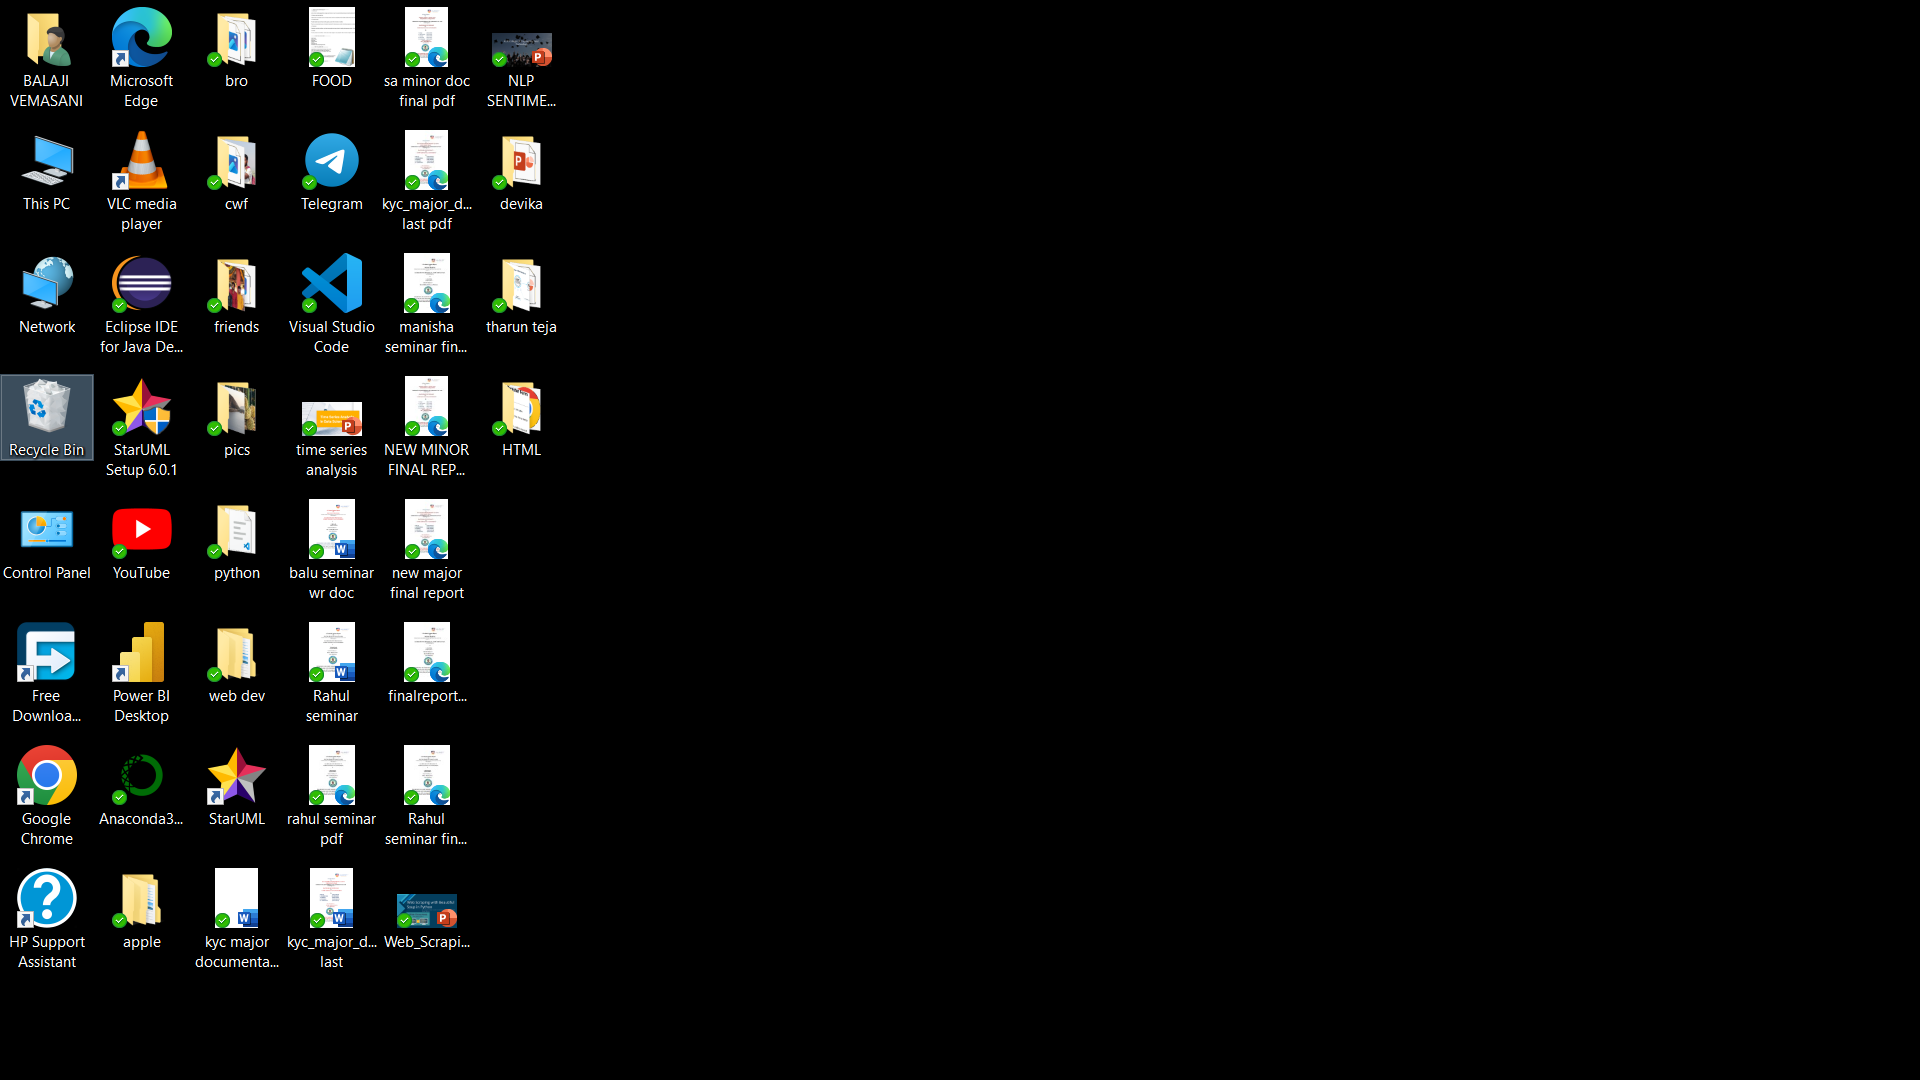 BALAJI
VEMASANI
This PC
Network
Recycle Bin
Control Panel
Free
Downloa...
Google
Chrome
HP Support
Assistant
Microsoft
Edge
VLC media
player
Eclipse IDE
for Java De...
StarUML
Setup 6.0.1
YouTube
Power BI
Desktop
Anaconda3...
apple
bro
cwf
friends
pics
python
web dev
StarUML
kyc major
documenta...
FOOD
Telegram
Visual Studio
Code
time series
analysis
balu seminar
wr doc
Rahul
seminar
rahul seminar
pdf
kyc_major_d...
last
sa minor doc
final pdf
kyc_major_d...
last pdf
manisha
seminar fin...
NEW MINOR
FINAL REP...
new major
final report
finalreport...
Rahul
seminar fin...
Web_Scrapi...
NLP
SENTIME...
devika
tharun teja
HTML